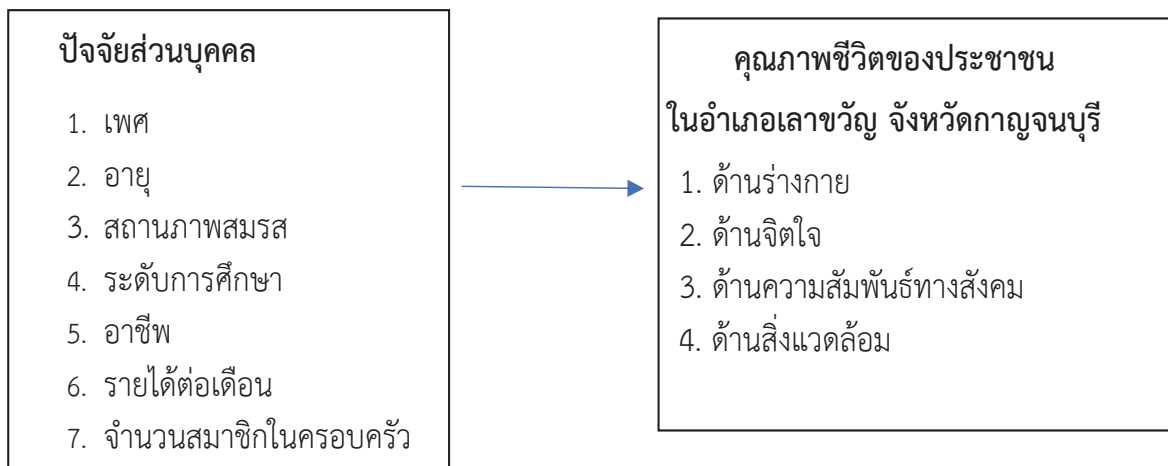 ปัจจัยส่วนบุคคล
1. เพศ
2. อายุ
3. สถานภาพสมรส
4. ระดับการศึกษา
5. อาชีพ
6. รายได้ต่อเดือน
7. จำนวนสมาชิกในครอบครัว
คุณภาพชีวิตของประชาชน
ในอำเภอเลาขวัญ จังหวัดกาญจนบุรี
1. ด้านร่างกาย
2. ด้านจิตใจ
3. ด้านความสัมพันธ์ทางสังคม
4. ด้านสิ่งแวดล้อม